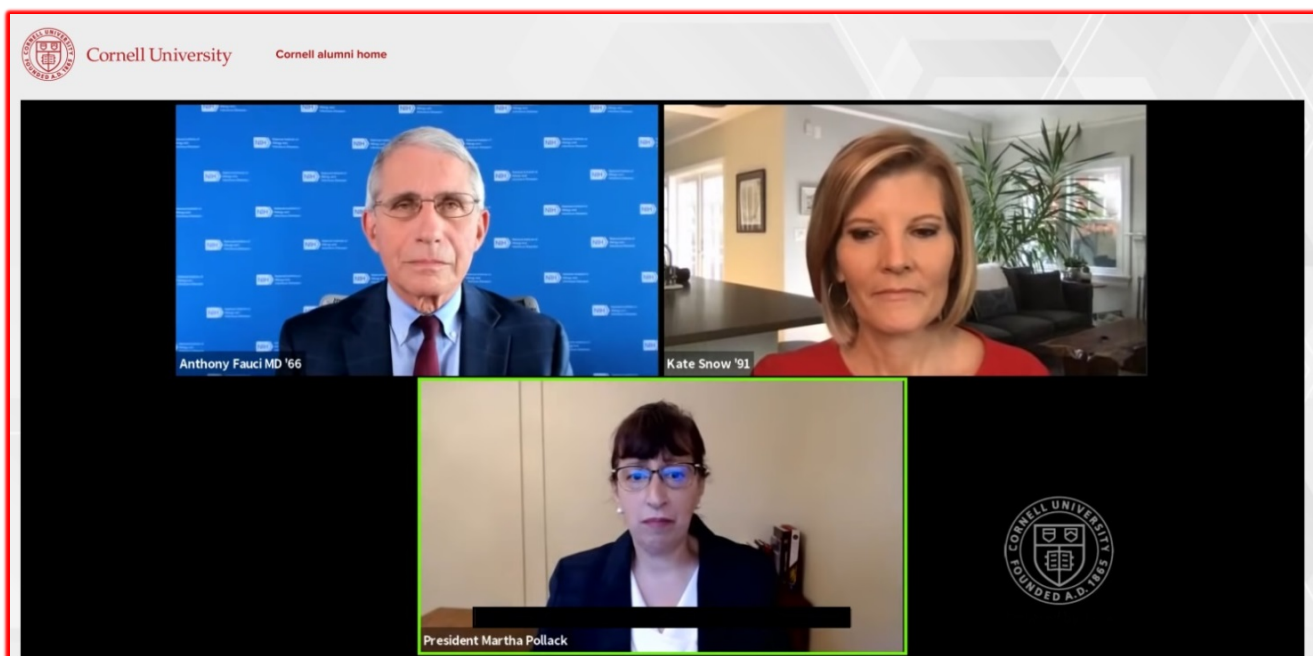 Cornell University
Cornell alumni home
Anthony Fauci MD '66
Kate Snow '91
President Martha Pollack
CORNELL UNIVERSITY
FOUNDED A.D. 1865